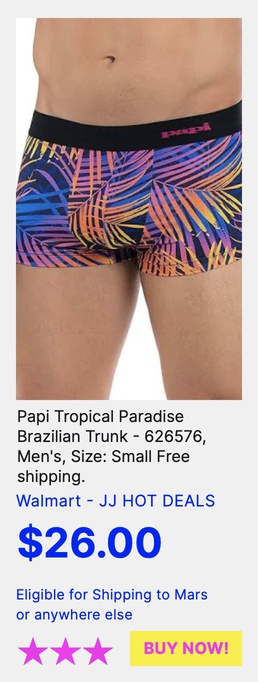 papi
Papi Tropical Paradise
Brazilian Trunk - 626576,
Men's, Size: Small Free
shipping.
Walmart - JJ HOT DEALS
$26.00
Eligible for Shipping to Mars
or anywhere else
BUY NOW!